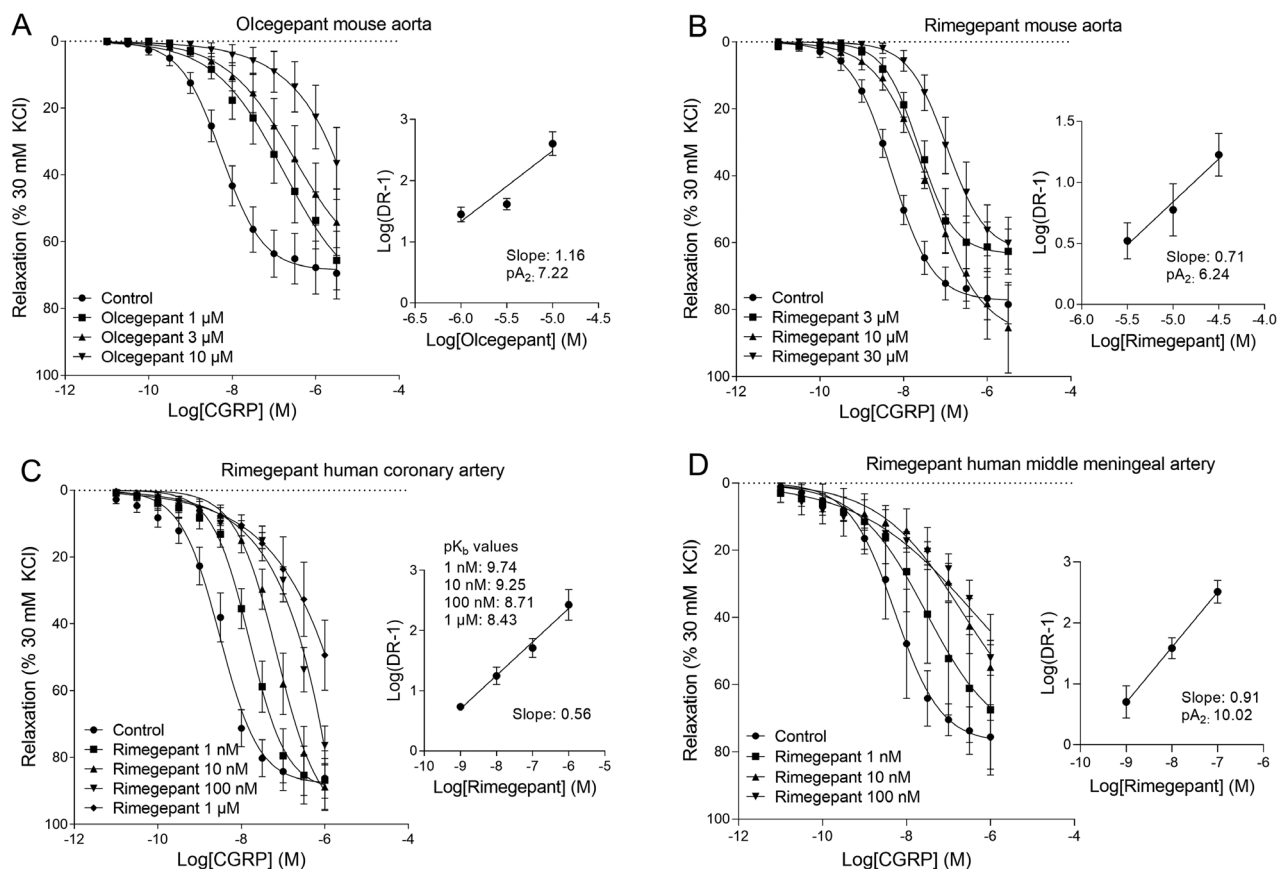 A
Olcegepant mouse aorta
Relaxation (% 30 mM KCl)
0
20
40
60
80
100
-12
-10
-8
-6
-4
Log[CGRP] (M)
Control
Olcegepant 1 µM
Olcegepant 3 µM
Olcegepant 10 µM
Log(DR-1)
3
2
1
0
-6.0
-5.5
-5.0
-4.5
Log[Olcegepant] (M)
Slope: 1.16
pA2: 7.22
B
Rimegepant mouse aorta
Relaxation (% 30 mM KCl)
0
20
40
60
80
100
-12
-10
-8
-6
-4
Log[CGRP] (M)
Control
Rimegepant 3 µM
Rimegepant 10 µM
Rimegepant 30 µM
Log(DR-1)
1.5
1.0
0.5
0.0
-6.0
-5.5
-5.0
-4.5
-4.0
Log[Rimegepant] (M)
Slope: 0.71
pA2: 6.24
C
Rimegepant human coronary artery
Relaxation (% 30 mM KCl)
0
20
40
60
80
100
-12
-10
-8
-6
-4
Log[CGRP] (M)
Control
Rimegepant 1 nM
Rimegepant 10 nM
Rimegepant 100 nM
Rimegepant 1 µM
pKb values
1 nM: 9.74
10 nM: 9.25
100 nM: 8.71
1 µM: 8.43
Log(DR-1)
3
2
1
0
-10
-9
-8
-7
-6
-5
Log[Rimegepant] (M)
Slope: 0.56
D
Rimegepant human middle meningeal artery
Relaxation (% 30 mM KCl)
0
20
40
60
80
100
-12
-10
-8
-6
-4
Log[CGRP] (M)
Control
Rimegepant 1 nM
Rimegepant 10 nM
Rimegepant 100 nM
Log(DR-1)
3
2
1
0
-10
-9
-8
-7
-6
Log[Rimegepant] (M)
Slope: 0.91
pA2: 10.02